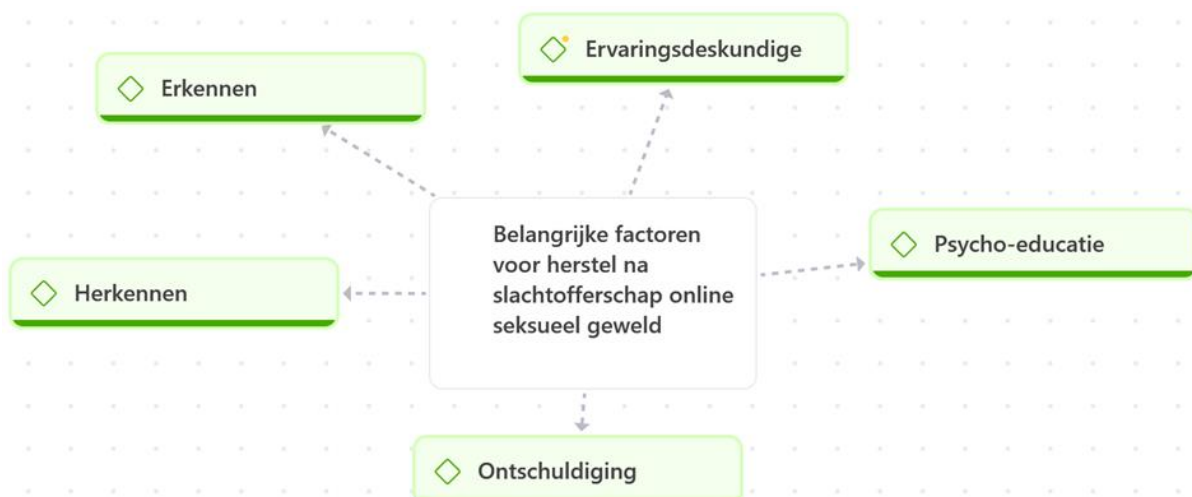 Ervaringsdeskundige
Erkennen
Belangrijke factoren
voor herstel na
slachtofferschap online
seksueel geweld
Psycho-educatie
Herkennen
Ontschuldiging